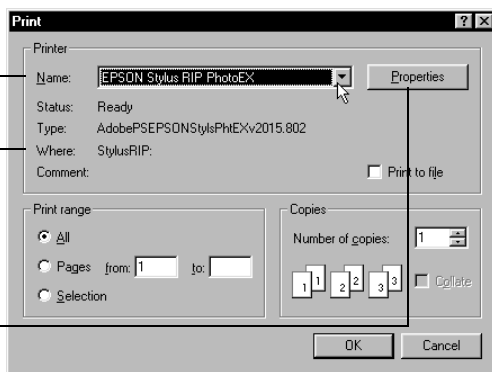 Print
Printer
Name: EPSON Stylus RIP PhotoEX Properties
Status: Ready
Type: AdobePSEPSONStylsPhtEXv2015.802
Where: StylusRIP:
Comment: Print to file
Print range
All
Pages from: 1 to:
Selection
Copies
Number of copies: 1
1 1 2 2 3 3 Collate
OK Cancel